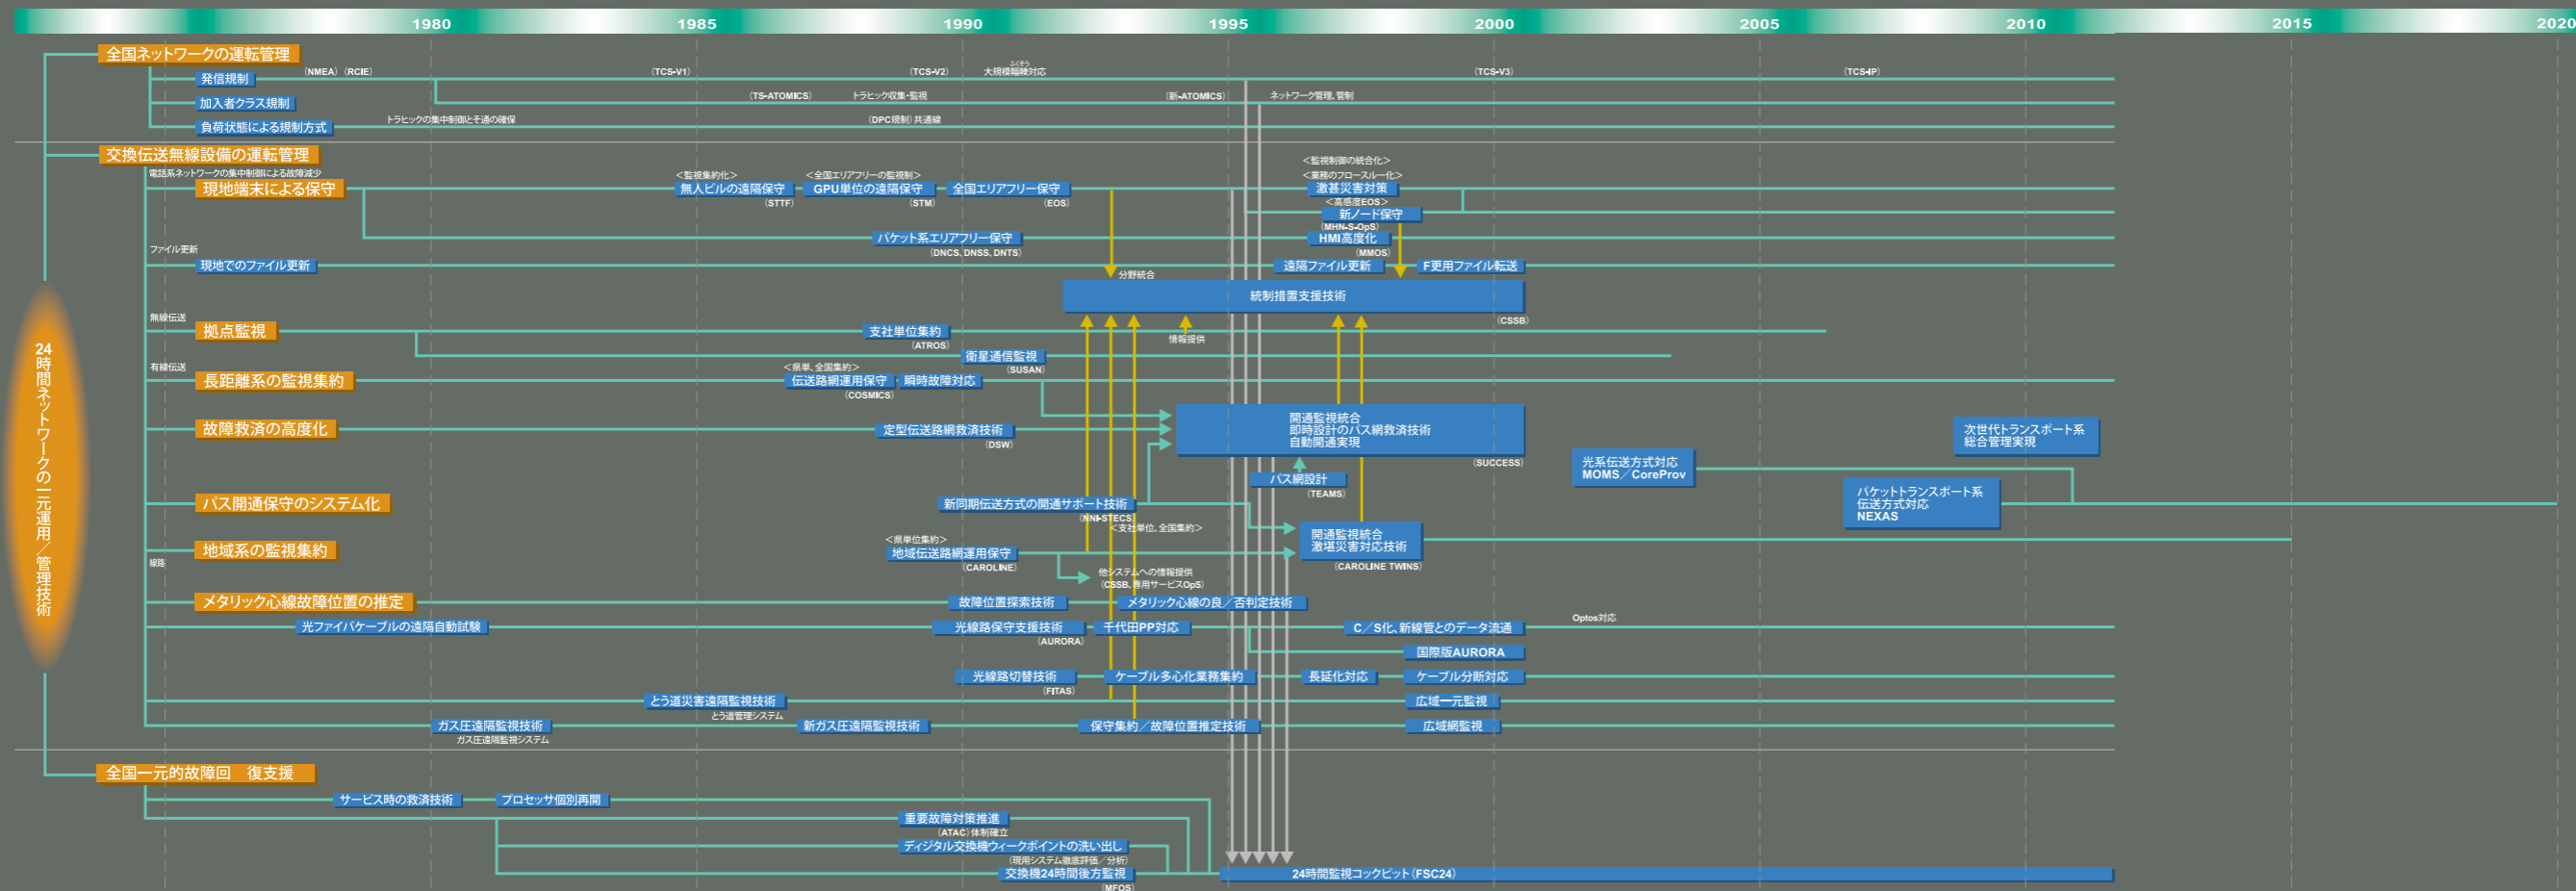 1980
1985
1990
1995
2000
2005
2010
2015
2020
24時間ネットワークの一元運用／管理技術
全国ネットワークの運転管理
発信規制
（NMEA）（RCIE）
（TCS-V1）
（TCS-V2）
ふくそう
大規模輻輳対応
（TCS-V3）
（TCS-IP）
加入者クラス規制
（TS-ATOMICS）
トラヒック収集・監視
（新-ATOMICS）
ネットワーク管理、管制
負荷状態による規制方式
トラヒックの集中制御とそ通の確保
（DPC規制）共通線
交換伝送無線設備の運転管理
電話系ネットワークの集中制御による故障減少
現地端末による保守
＜監視集約化＞
無人ビルの遠隔保守
（STTF）
＜全国エリアフリーの監視制＞
GPU単位の遠隔保守
（STM）
全国エリアフリー保守
（EOS）
＜監視制御の統合化＞
＜業務のフロースルー化＞
激甚災害対策
＜高感度EOS＞
新ノード保守
（MHN-S-OpS）
パケット系エリアフリー保守
（DNCS、DNSS、DNTS）
HMI高度化
（MMOS）
ファイル更新
現地でのファイル更新
遠隔ファイル更新
F更用ファイル転送
分野統合
統制措置支援技術
（CSSB）
無線伝送
拠点監視
支社単位集約
（ATROS）
情報提供
衛星通信監視
（SUSAN）
有線伝送
長距離系の監視集約
＜県単、全国集約＞
伝送路網運用保守
（COSMICS）
瞬時故障対応
故障救済の高度化
定型伝送路網救済技術
（DSW）
開通監視統合
即時設計のパス網救済技術
自動開通実現
（SUCCESS）
次世代トランスポート系
総合管理実現
光系伝送方式対応
MOMS／CoreProv
パス網設計
（TEAMS）
パケットトランスポート系
伝送方式対応
NEXAS
パス開通保守のシステム化
新同期伝送方式の開通サポート技術
（NNI-STECS）
＜支社単位、全国集約＞
地域系の監視集約
＜県単位集約＞
地域伝送路網運用保守
（CAROLINE）
開通監視統合
激堪災害対応技術
（CAROLINE TWINS）
他システムへの情報提供
（CSSB、専用サービスOpS）
線路
メタリック心線故障位置の推定
故障位置探索技術
メタリック心線の良／否判定技術
光ファイバケーブルの遠隔自動試験
光線路保守支援技術
（AURORA）
千代田PP対応
C／S化、新線管とのデータ流通
Optos対応
国際版AURORA
光線路切替技術
（FITAS）
ケーブル多心化業務集約
長延化対応
ケーブル分断対応
とう道災害遠隔監視技術
とう道管理システム
広域一元監視
ガス圧遠隔監視技術
ガス圧遠隔監視システム
新ガス圧遠隔監視技術
保守集約／故障位置推定技術
広域網監視
全国一元的故障回　復支援
サービス時の救済技術
プロセッサ個別再開
重要故障対策推進
（ATAC）体制確立
ディジタル交換機ウィークポイントの洗い出し
（現用システム徹底評価／分析）
交換機24時間後方監視
（MFOS）
24時間監視コックピット（FSC24）